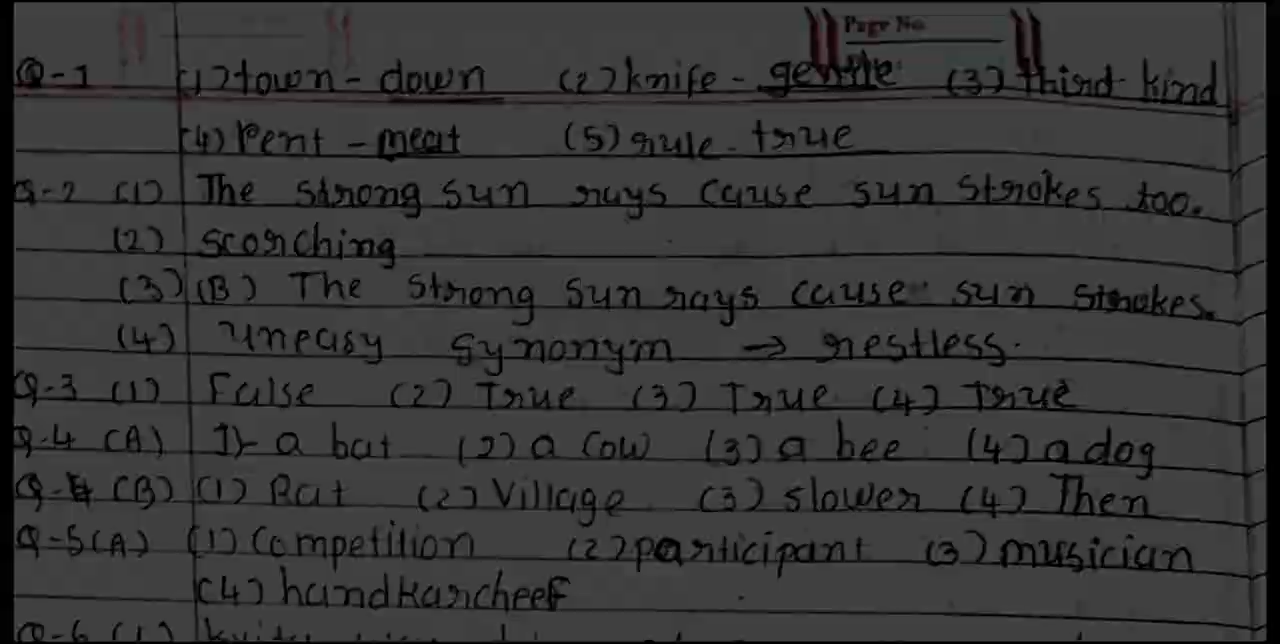 Page No.
Q-1 (1) town - down (2) knife - gentle (3) third kind
(4) Pent - meat (5) rule - true
Q-2 (1) The strong sun rays cause sun strokes too.
(2) scorching
(3) (B) The strong sun rays cause sun strokes.
(4) uneasy synonym → restless.
Q-3 (1) False (2) True (3) True (4) True
Q-4 (A) 1) a bat (2) a cow (3) a bee (4) a dog
Q-4 (B) (1) Bat (2) Village (3) slower (4) Then
Q-5 (A) (1) Competition (2) participant (3) musician
(4) handkarcheef
Q-6 (1)